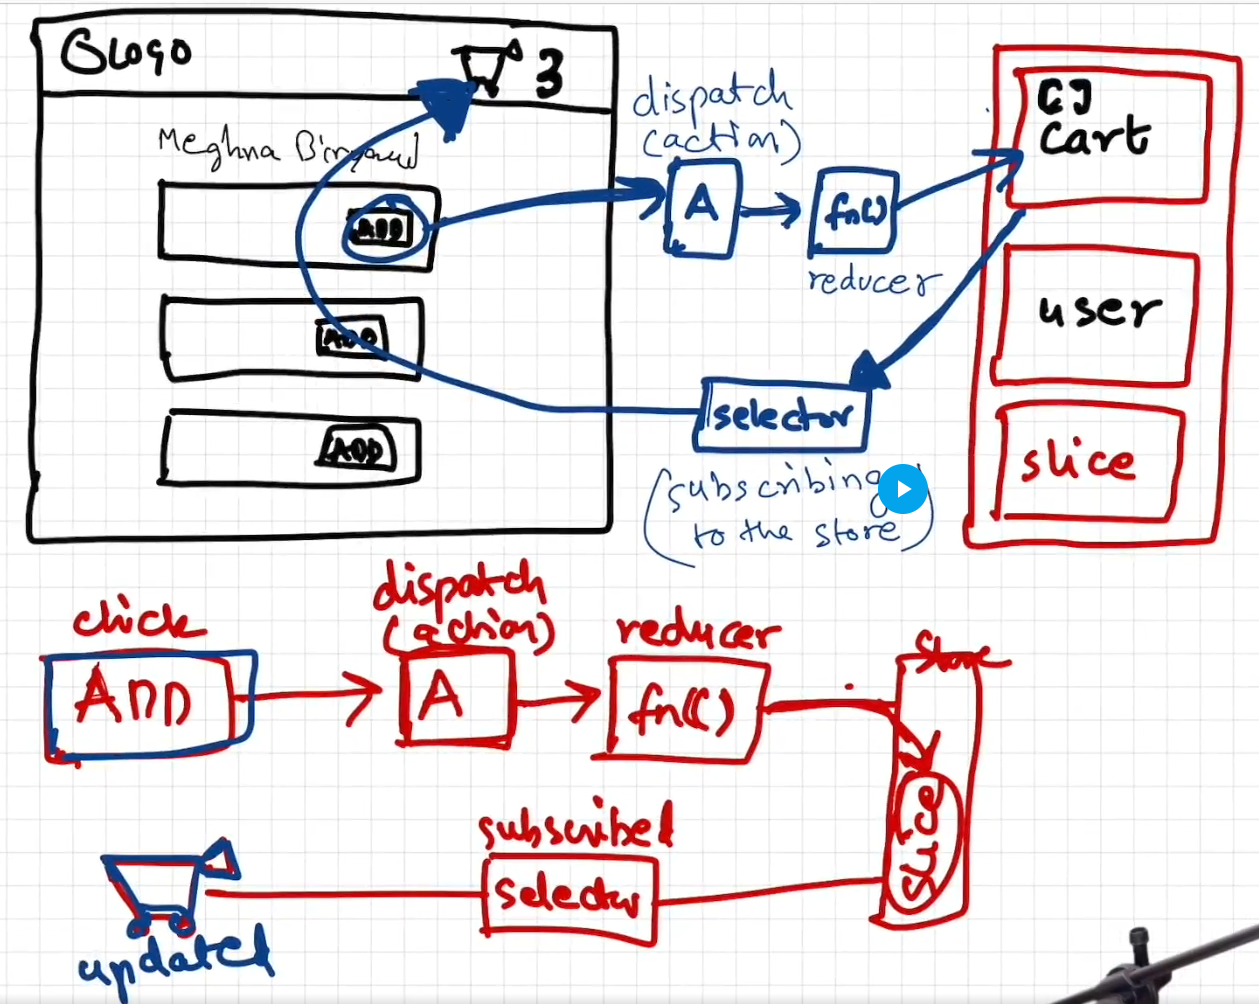 LOGO
3
Meghna Biryani
ADD
ADD
ADD
dispatch
(action)
A
fn()
reducer
[]
cart
user
slice
selector
(subscribing
to the store)
click
ADD
dispatch
(action)
A
reducer
fn()
Store
slice
subscribed
selector
updated